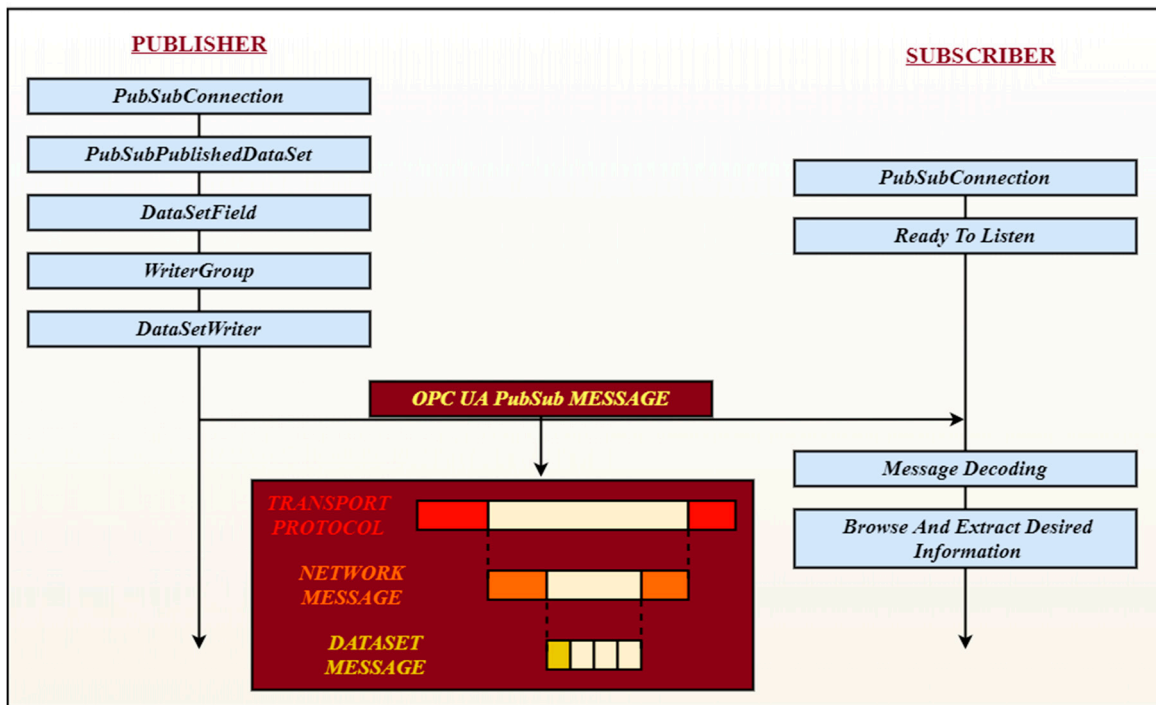 PUBLISHER
PubSubConnection
PubSubPublishedDataSet
DataSetField
WriterGroup
DataSetWriter
SUBSCRIBER
PubSubConnection
Ready To Listen
OPC UA PubSub MESSAGE
TRANSPORT
PROTOCOL
NETWORK
MESSAGE
DATASET
MESSAGE
Message Decoding
Browse And Extract Desired
Information